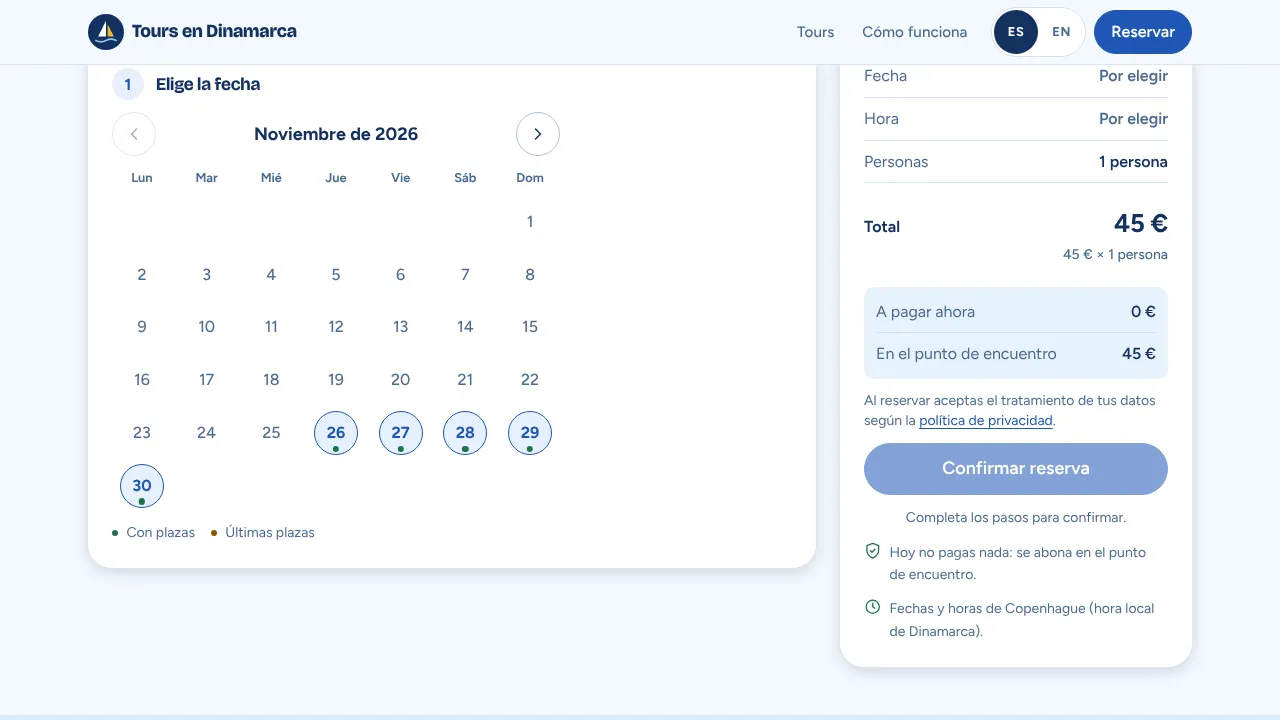 Tours en Dinamarca
Tours
Cómo funciona
ES
EN
Reservar
1
Elige la fecha
Noviembre de 2026
Lun Mar Mié Jue Vie Sáb Dom
1
2 3 4 5 6 7 8
9 10 11 12 13 14 15
16 17 18 19 20 21 22
23 24 25 26 27 28 29
30
Con plazas
Últimas plazas
Fecha Por elegir
Hora Por elegir
Personas 1 persona
Total 45 €
45 € × 1 persona
A pagar ahora 0 €
En el punto de encuentro 45 €
Al reservar aceptas el tratamiento de tus datos
según la política de privacidad.
Confirmar reserva
Completa los pasos para confirmar.
Hoy no pagas nada: se abona en el punto
de encuentro.
Fechas y horas de Copenhague (hora local
de Dinamarca).